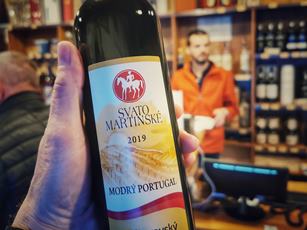 SVATO
MARTINSKÉ
2019
MODRÝ PORTUGAL